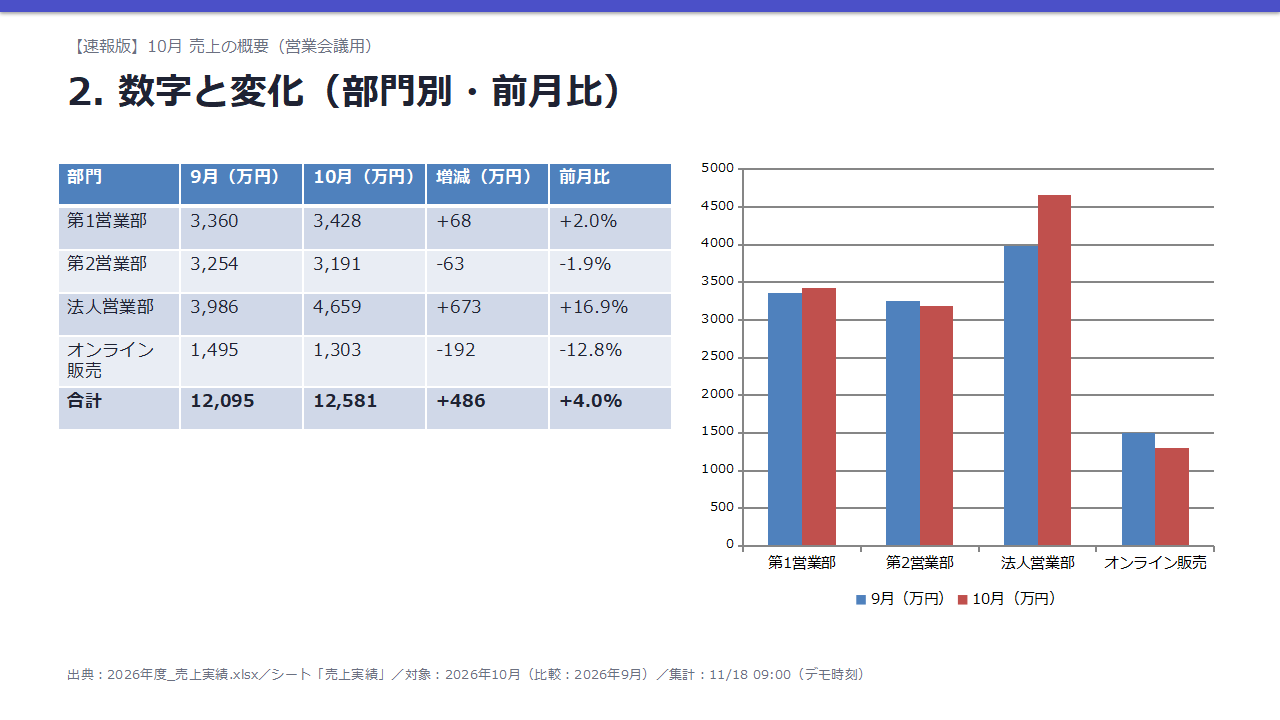 【速報版】10月 売上の概要（営業会議用）
2. 数字と変化（部門別・前月比）
部門 9月（万円） 10月（万円） 増減（万円） 前月比
第1営業部 3,360 3,428 +68 +2.0%
第2営業部 3,254 3,191 -63 -1.9%
法人営業部 3,986 4,659 +673 +16.9%
オンライン
販売 1,495 1,303 -192 -12.8%
合計 12,095 12,581 +486 +4.0%
5000
4500
4000
3500
3000
2500
2000
1500
1000
500
0
第1営業部 第2営業部 法人営業部 オンライン販売
9月（万円） 10月（万円）
出典：2026年度_売上実績.xlsx／シート「売上実績」／対象：2026年10月（比較：2026年9月）／集計：11/18 09:00（デモ時刻）